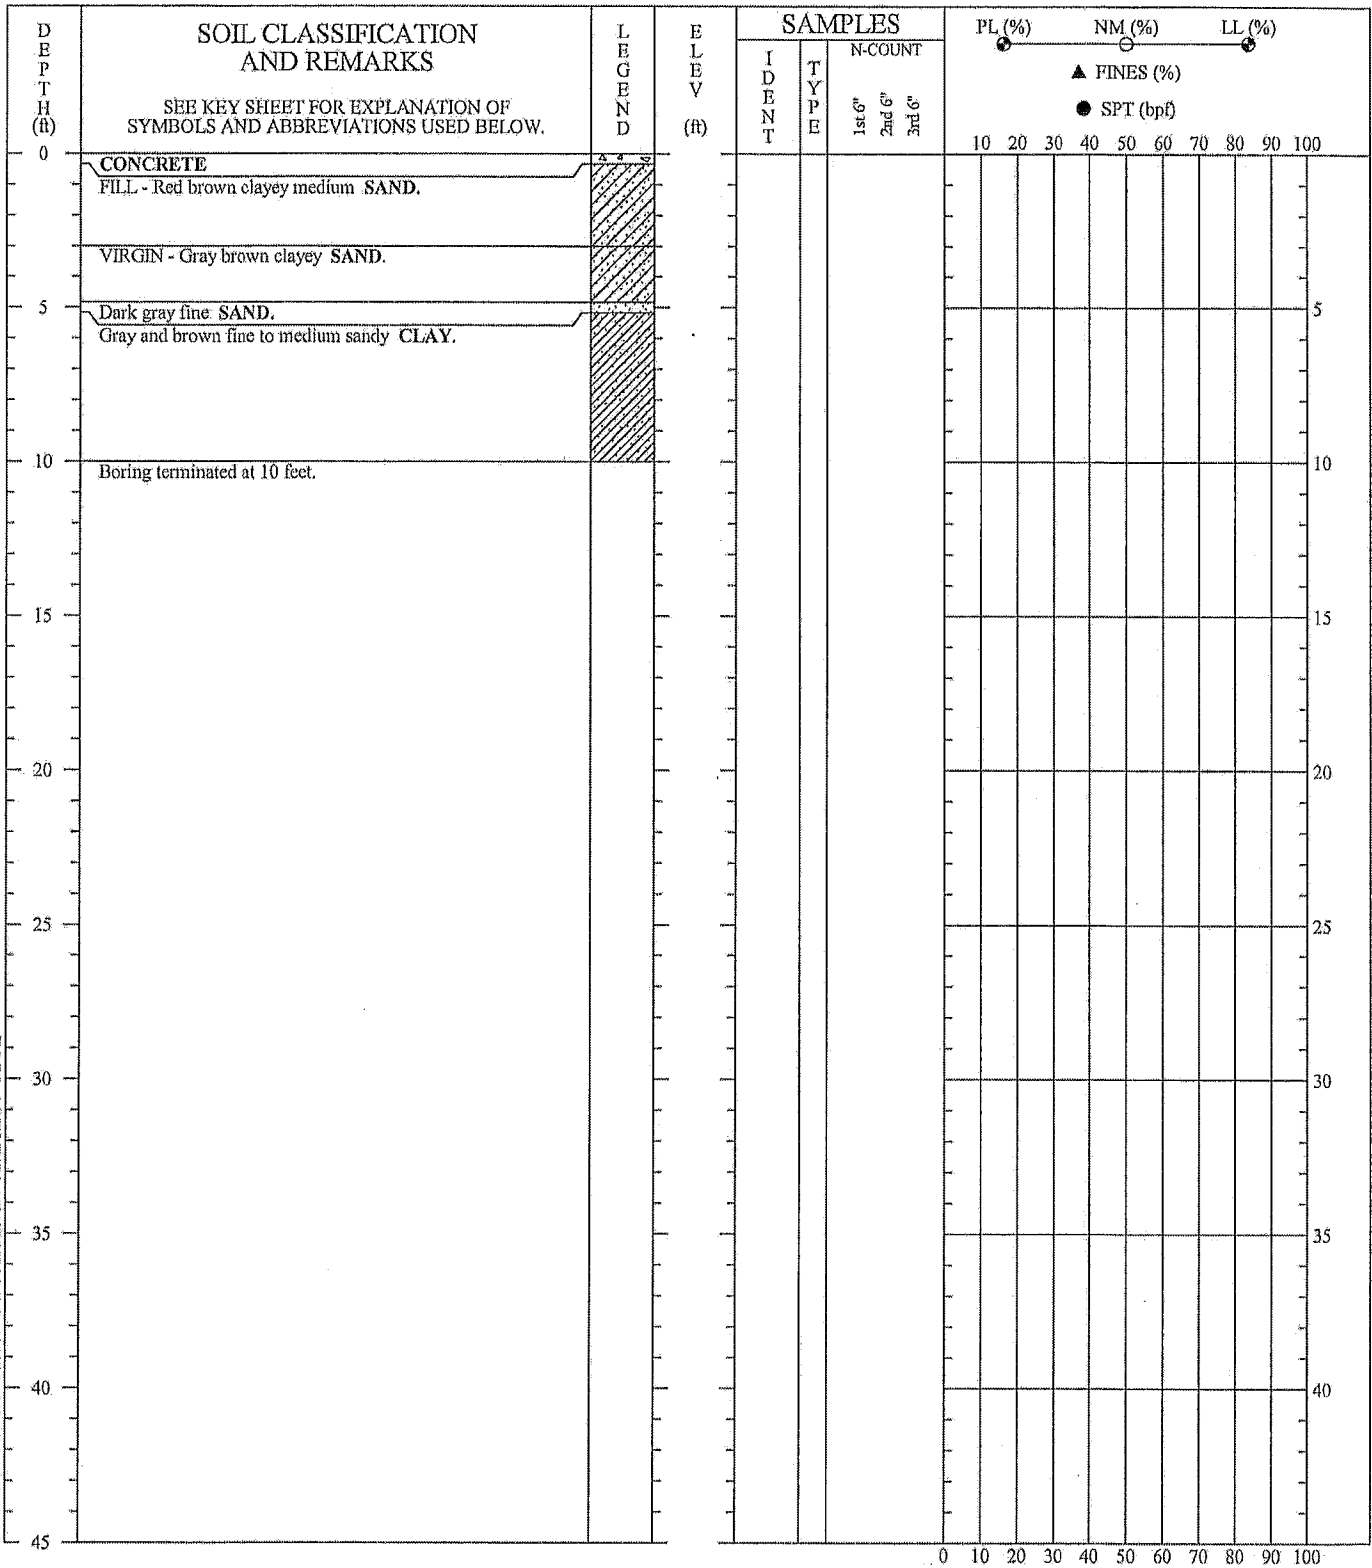 DEPTH
(ft)
SOIL CLASSIFICATION
AND REMARKS
SEE KEY SHEET FOR EXPLANATION OF
SYMBOLS AND ABBREVIATIONS USED BELOW.
LEGEND
ELEV
(ft)
SAMPLES
IDENT
TYPE
N-COUNT
1st 6"
2nd 6"
3rd 6"
PL (%) NM (%) LL (%)
▲ FINES (%)
● SPT (bpf)
10 20 30 40 50 60 70 80 90 100
0
CONCRETE
FILL - Red brown clayey medium SAND.
VIRGIN - Gray brown clayey SAND.
5 Dark gray fine SAND. 5
Gray and brown fine to medium sandy CLAY.
10 10
Boring terminated at 10 feet.
15 15
20 20
25 25
30 30
35 35
40 40
45
0 10 20 30 40 50 60 70 80 90 100